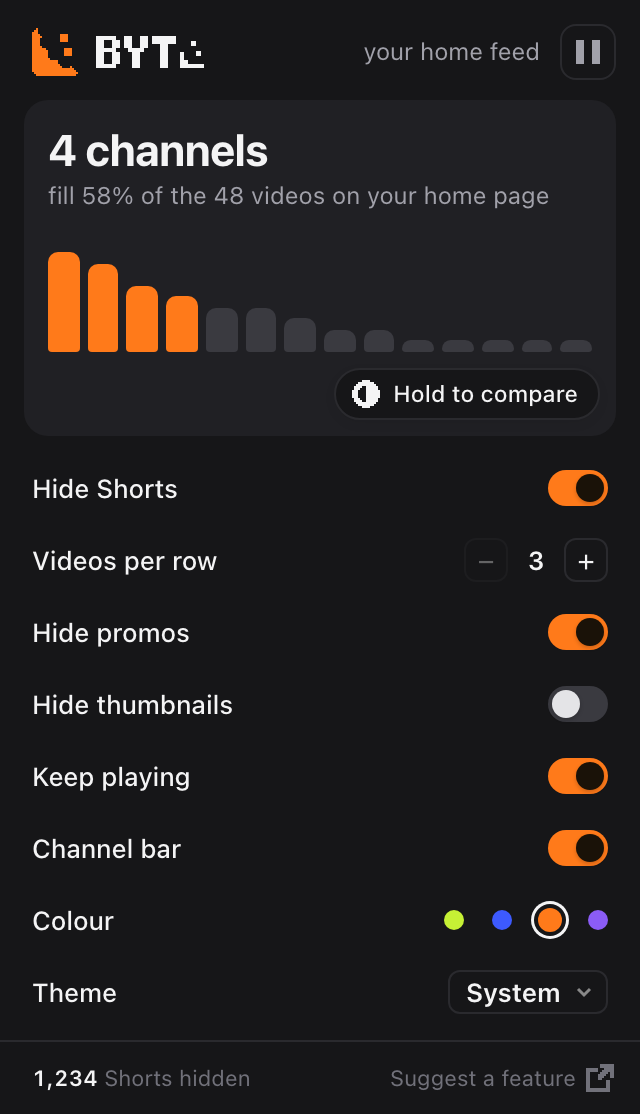 BYTE
your home feed
4 channels
fill 58% of the 48 videos on your home page
Hold to compare
Hide Shorts
Videos per row − 3 +
Hide promos
Hide thumbnails
Keep playing
Channel bar
Colour
Theme System
1,234 Shorts hidden
Suggest a feature